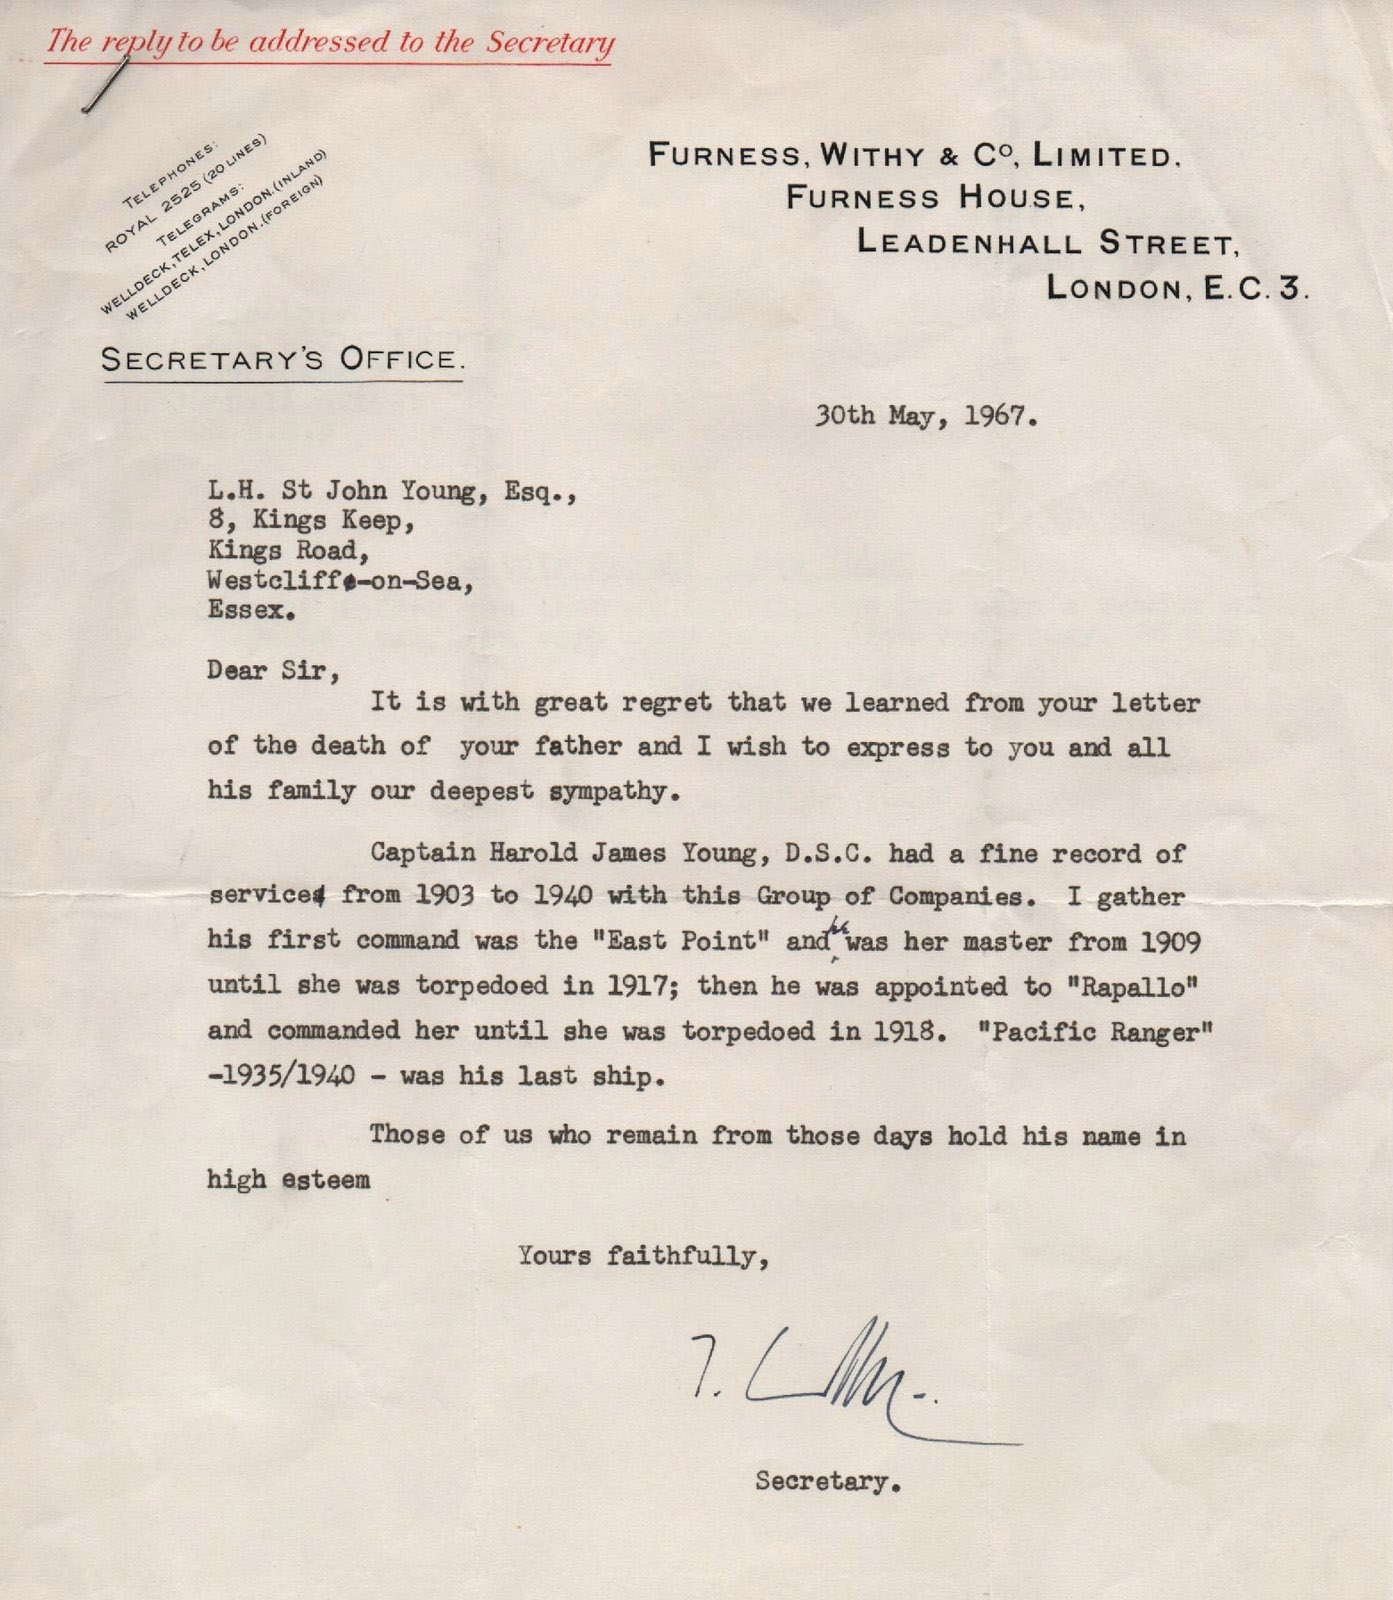 The reply to be addressed to the Secretary
TELEPHONES:
ROYAL 2525 (20 LINES)
TELEGRAMS:
WELLDECK, TELEX, LONDON. (INLAND)
WELLDECK, LONDON. (FOREIGN)
SECRETARY'S OFFICE.
FURNESS, WITHY & Cº, LIMITED.
FURNESS HOUSE,
LEADENHALL STREET,
LONDON, E.C.3.
30th May, 1967.
L.H. St John Young, Esq.,
8, Kings Keep,
Kings Road,
Westcliff-on-Sea,
Essex.
Dear Sir,
It is with great regret that we learned from your letter
of the death of your father and I wish to express to you and all
his family our deepest sympathy.
Captain Harold James Young, D.S.C. had a fine record of
service from 1903 to 1940 with this Group of Companies. I gather
his first command was the "East Point" and he was her master from 1909
until she was torpedoed in 1917; then he was appointed to "Rapallo"
and commanded her until she was torpedoed in 1918. "Pacific Ranger"
-1935/1940 - was his last ship.
Those of us who remain from those days hold his name in
high esteem
Yours faithfully,
Secretary.